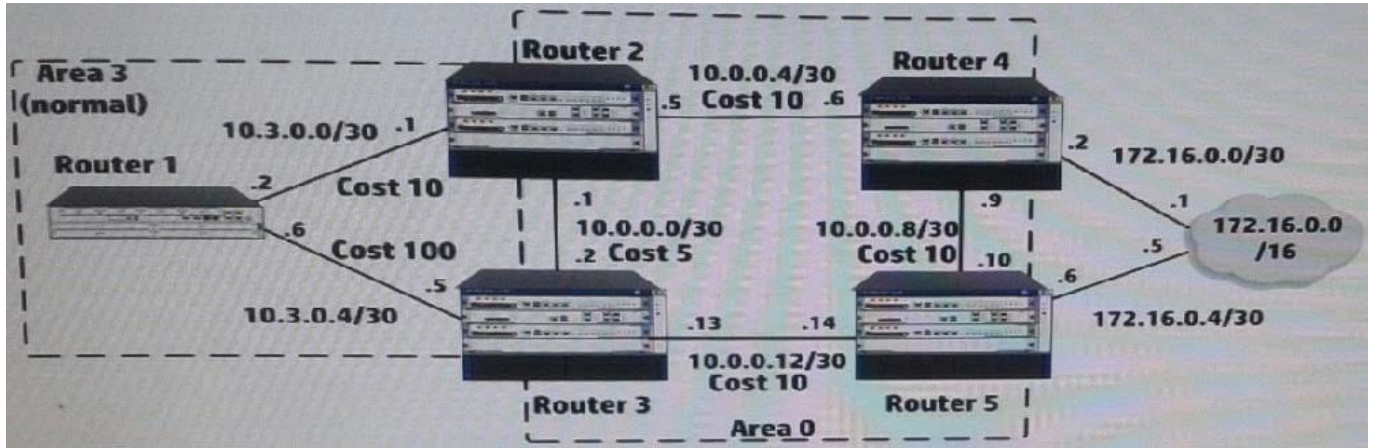 Router 2
Router 4
Area 3
(normal)
10.0.0.4/30
.5 Cost 10 .6
10.3.0.0/30 .1
Router 1
.2
Cost 10
.2 172.16.0.0/30
.1
.9
.1
10.0.0.0/30
.2 Cost 5
10.0.0.8/30
Cost 10 .10
172.16.0.0
/16
.6
Cost 100
.5
.6
.5
10.3.0.4/30
.13 .14
172.16.0.4/30
10.0.0.12/30
Cost 10
Router 3
Router 5
Area 0